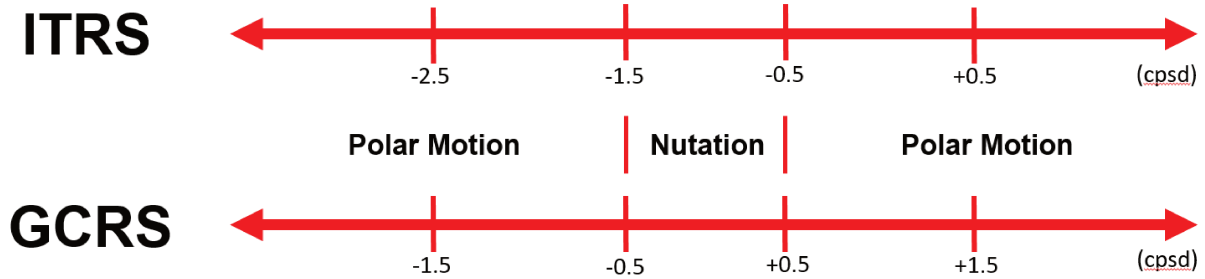 ITRS
-2.5 -1.5 -0.5 +0.5 (cpsd)
Polar Motion Nutation Polar Motion
GCRS
-1.5 -0.5 +0.5 +1.5 (cpsd)